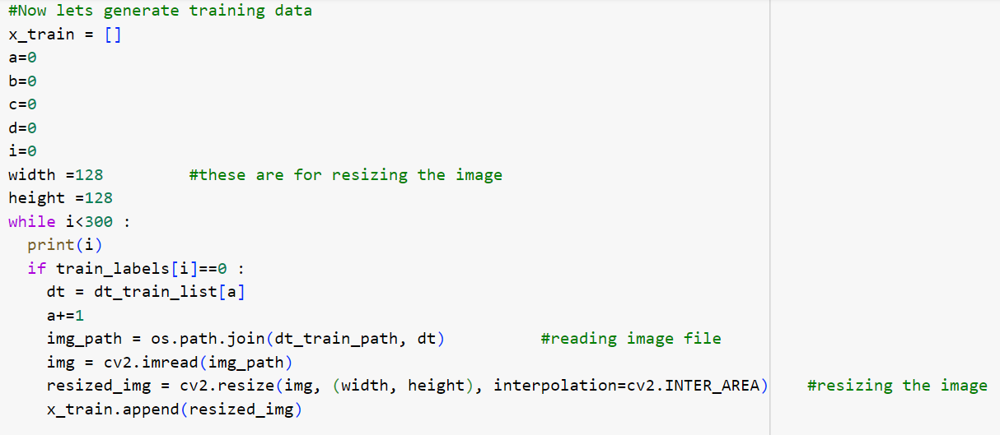 #Now lets generate training data
x_train = []
a=0
b=0
c=0
d=0
i=0
width =128         #these are for resizing the image
height =128
while i<300 :
  print(i)
  if train_labels[i]==0 :
    dt = dt_train_list[a]
    a+=1
    img_path = os.path.join(dt_train_path, dt)          #reading image file
    img = cv2.imread(img_path)
    resized_img = cv2.resize(img, (width, height), interpolation=cv2.INTER_AREA)    #resizing the image
    x_train.append(resized_img)